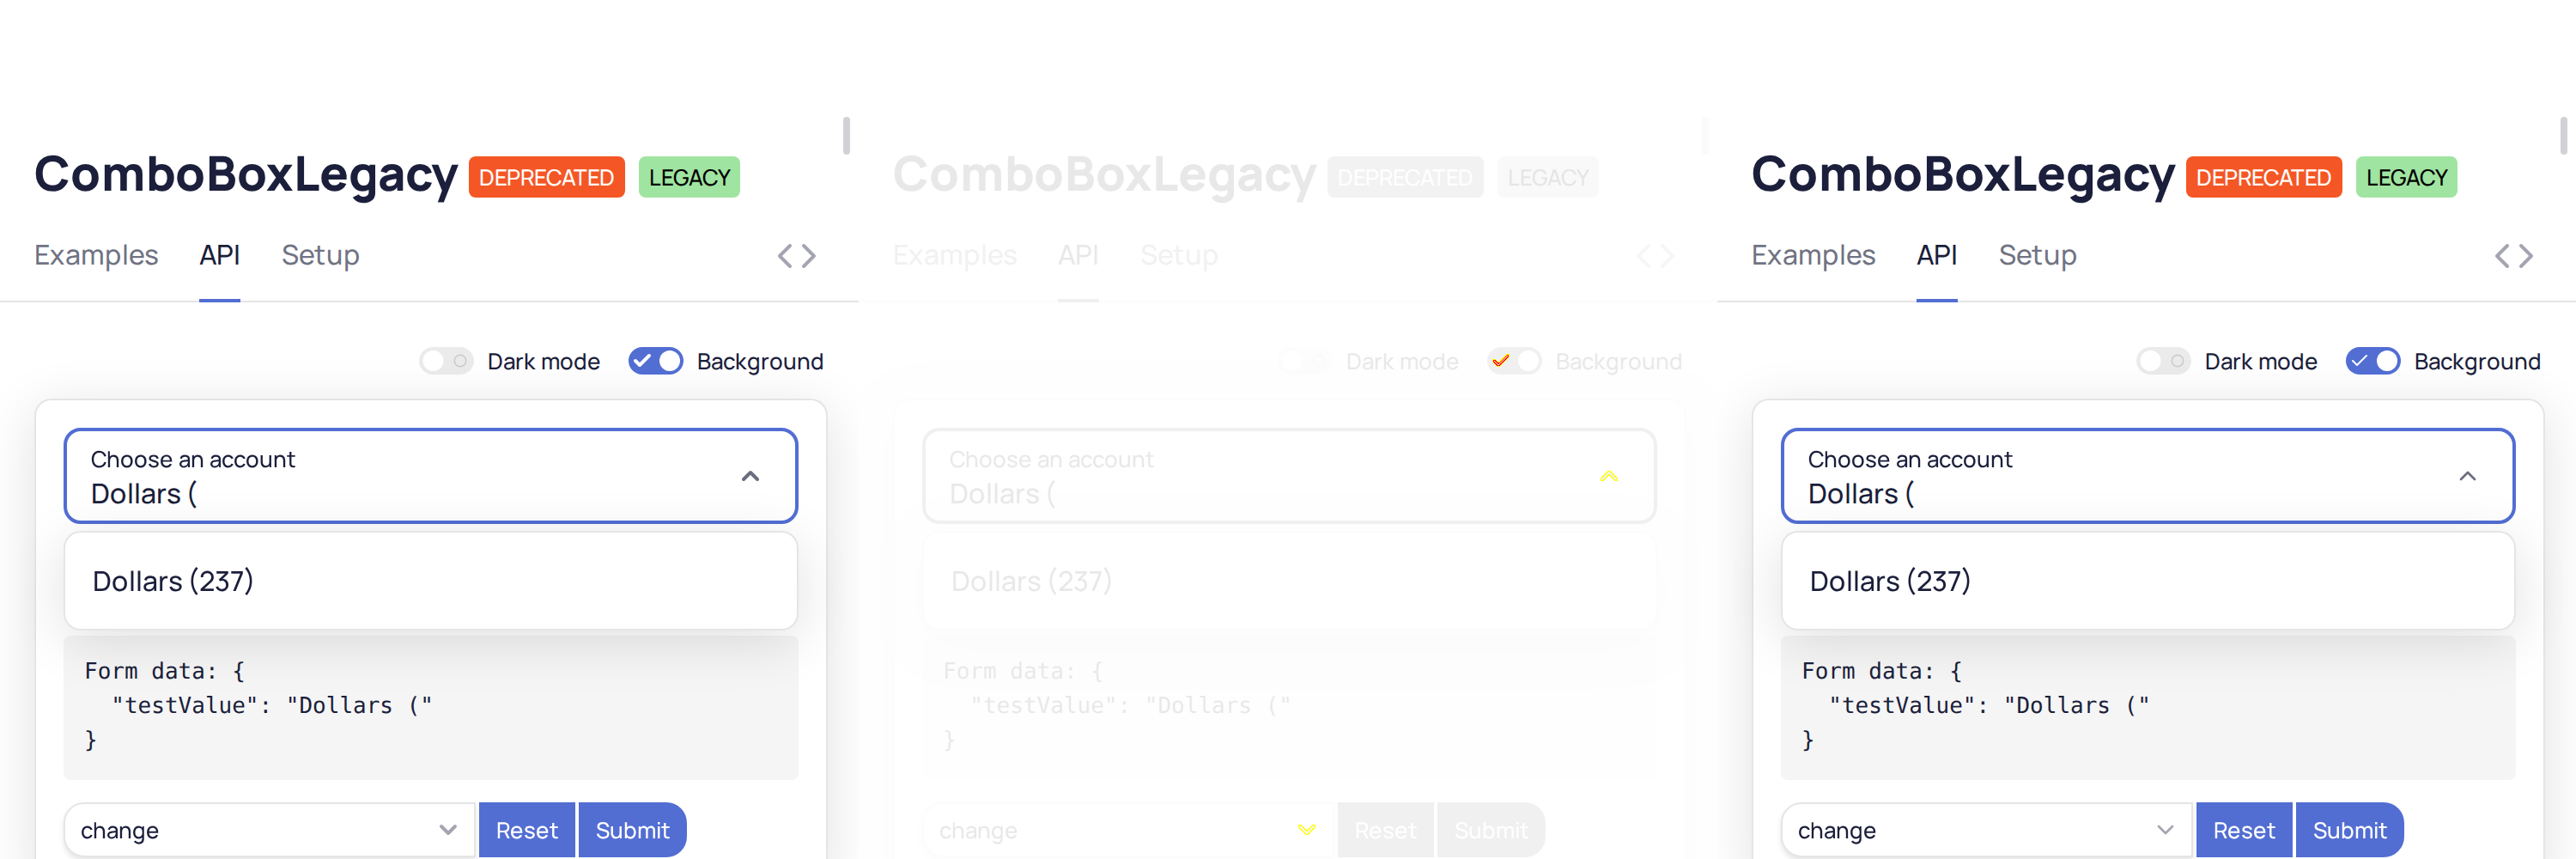 ComboBoxLegacy DEPRECATED LEGACY
Examples API Setup
Dark mode Background
Choose an account
Dollars (
Dollars (237)
Form data: {
"testValue": "Dollars ("
}
change Reset Submit
ComboBoxLegacy DEPRECATED LEGACY
Examples API Setup
Dark mode Background
Choose an account
Dollars (
Dollars (237)
Form data: {
"testValue": "Dollars ("
}
change Reset Submit
ComboBoxLegacy DEPRECATED LEGACY
Examples API Setup
Dark mode Background
Choose an account
Dollars (
Dollars (237)
Form data: {
"testValue": "Dollars ("
}
change Reset Submit